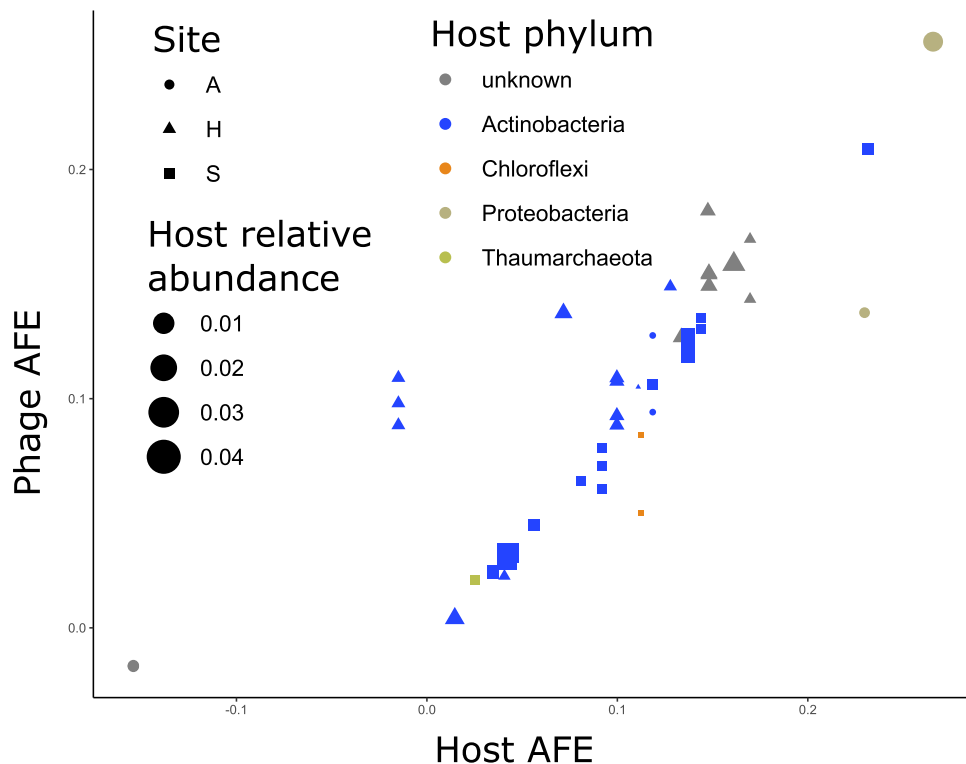 Site
A
H
S
Host relative
abundance
0.01
0.02
0.03
0.04
Host phylum
unknown
Actinobacteria
Chloroflexi
Proteobacteria
Thaumarchaeota
Phage AFE
0.2
0.1
0.0
-0.1
0.0
0.1
0.2
Host AFE